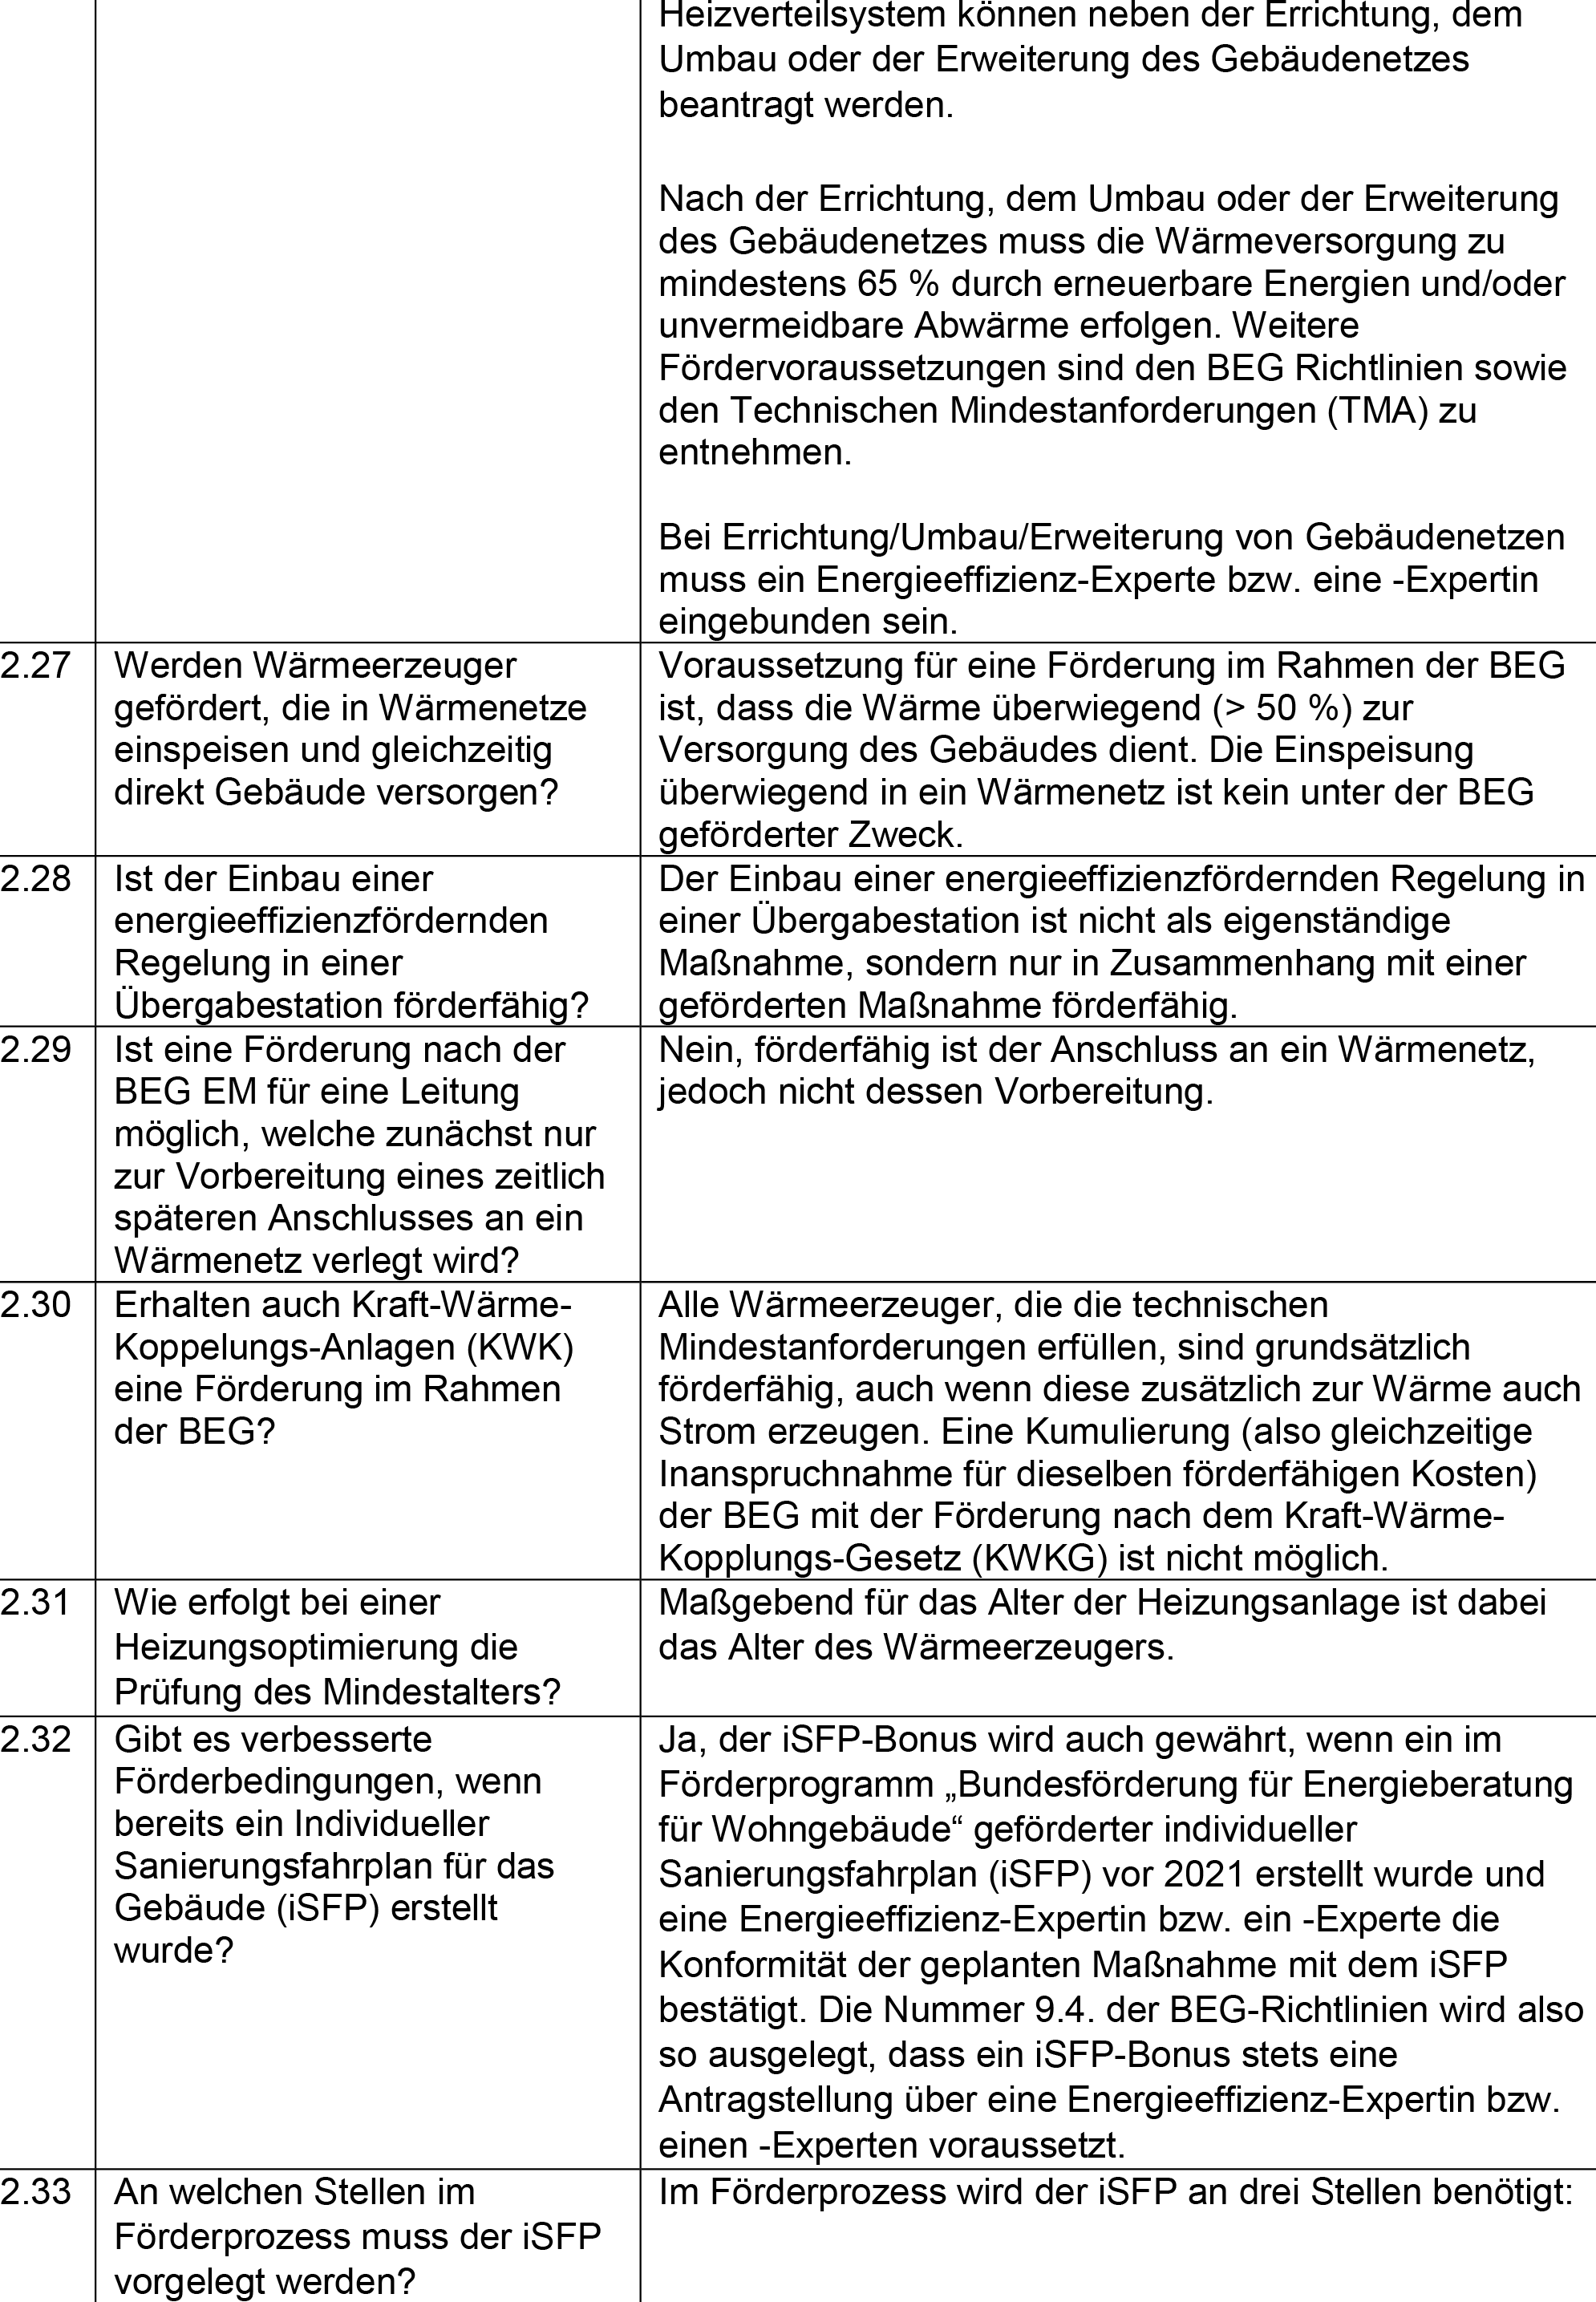 Heizverteilsystem können neben der Errichtung, dem
Umbau oder der Erweiterung des Gebäudenetzes
beantragt werden.
Nach der Errichtung, dem Umbau oder der Erweiterung
des Gebäudenetzes muss die Wärmeversorgung zu
mindestens 65 % durch erneuerbare Energien und/oder
unvermeidbare Abwärme erfolgen. Weitere
Fördervoraussetzungen sind den BEG Richtlinien sowie
den Technischen Mindestanforderungen (TMA) zu
entnehmen.
Bei Errichtung/Umbau/Erweiterung von Gebäudenetzen
muss ein Energieeffizienz-Experte bzw. eine -Expertin
eingebunden sein.
2.27
Werden Wärmeerzeuger
gefördert, die in Wärmenetze
einspeisen und gleichzeitig
direkt Gebäude versorgen?
Voraussetzung für eine Förderung im Rahmen der BEG
ist, dass die Wärme überwiegend (> 50 %) zur
Versorgung des Gebäudes dient. Die Einspeisung
überwiegend in ein Wärmenetz ist kein unter der BEG
geförderter Zweck.
2.28
Ist der Einbau einer
energieeffizienzfördernden
Regelung in einer
Übergabestation förderfähig?
Der Einbau einer energieeffizienzfördernden Regelung in
einer Übergabestation ist nicht als eigenständige
Maßnahme, sondern nur in Zusammenhang mit einer
geförderten Maßnahme förderfähig.
2.29
Ist eine Förderung nach der
BEG EM für eine Leitung
möglich, welche zunächst nur
zur Vorbereitung eines zeitlich
späteren Anschlusses an ein
Wärmenetz verlegt wird?
Nein, förderfähig ist der Anschluss an ein Wärmenetz,
jedoch nicht dessen Vorbereitung.
2.30
Erhalten auch Kraft-Wärme-
Koppelungs-Anlagen (KWK)
eine Förderung im Rahmen
der BEG?
Alle Wärmeerzeuger, die die technischen
Mindestanforderungen erfüllen, sind grundsätzlich
förderfähig, auch wenn diese zusätzlich zur Wärme auch
Strom erzeugen. Eine Kumulierung (also gleichzeitige
Inanspruchnahme für dieselben förderfähigen Kosten)
der BEG mit der Förderung nach dem Kraft-Wärme-
Kopplungs-Gesetz (KWKG) ist nicht möglich.
2.31
Wie erfolgt bei einer
Heizungsoptimierung die
Prüfung des Mindestalters?
Maßgebend für das Alter der Heizungsanlage ist dabei
das Alter des Wärmeerzeugers.
2.32
Gibt es verbesserte
Förderbedingungen, wenn
bereits ein Individueller
Sanierungsfahrplan für das
Gebäude (iSFP) erstellt
wurde?
Ja, der iSFP-Bonus wird auch gewährt, wenn ein im
Förderprogramm „Bundesförderung für Energieberatung
für Wohngebäude“ geförderter individueller
Sanierungsfahrplan (iSFP) vor 2021 erstellt wurde und
eine Energieeffizienz-Expertin bzw. ein -Experte die
Konformität der geplanten Maßnahme mit dem iSFP
bestätigt. Die Nummer 9.4. der BEG-Richtlinien wird also
so ausgelegt, dass ein iSFP-Bonus stets eine
Antragstellung über eine Energieeffizienz-Expertin bzw.
einen -Experten voraussetzt.
2.33
An welchen Stellen im
Förderprozess muss der iSFP
vorgelegt werden?
Im Förderprozess wird der iSFP an drei Stellen benötigt: